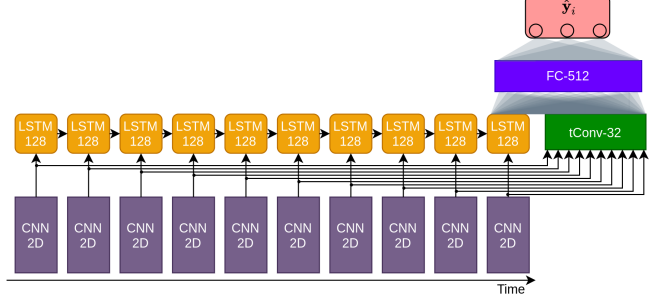 ŷᵢ
FC-512
LSTM LSTM LSTM LSTM LSTM LSTM LSTM LSTM LSTM LSTM
128 128 128 128 128 128 128 128 128 128
tConv-32
CNN CNN CNN CNN CNN CNN CNN CNN CNN CNN
2D 2D 2D 2D 2D 2D 2D 2D 2D 2D
Time